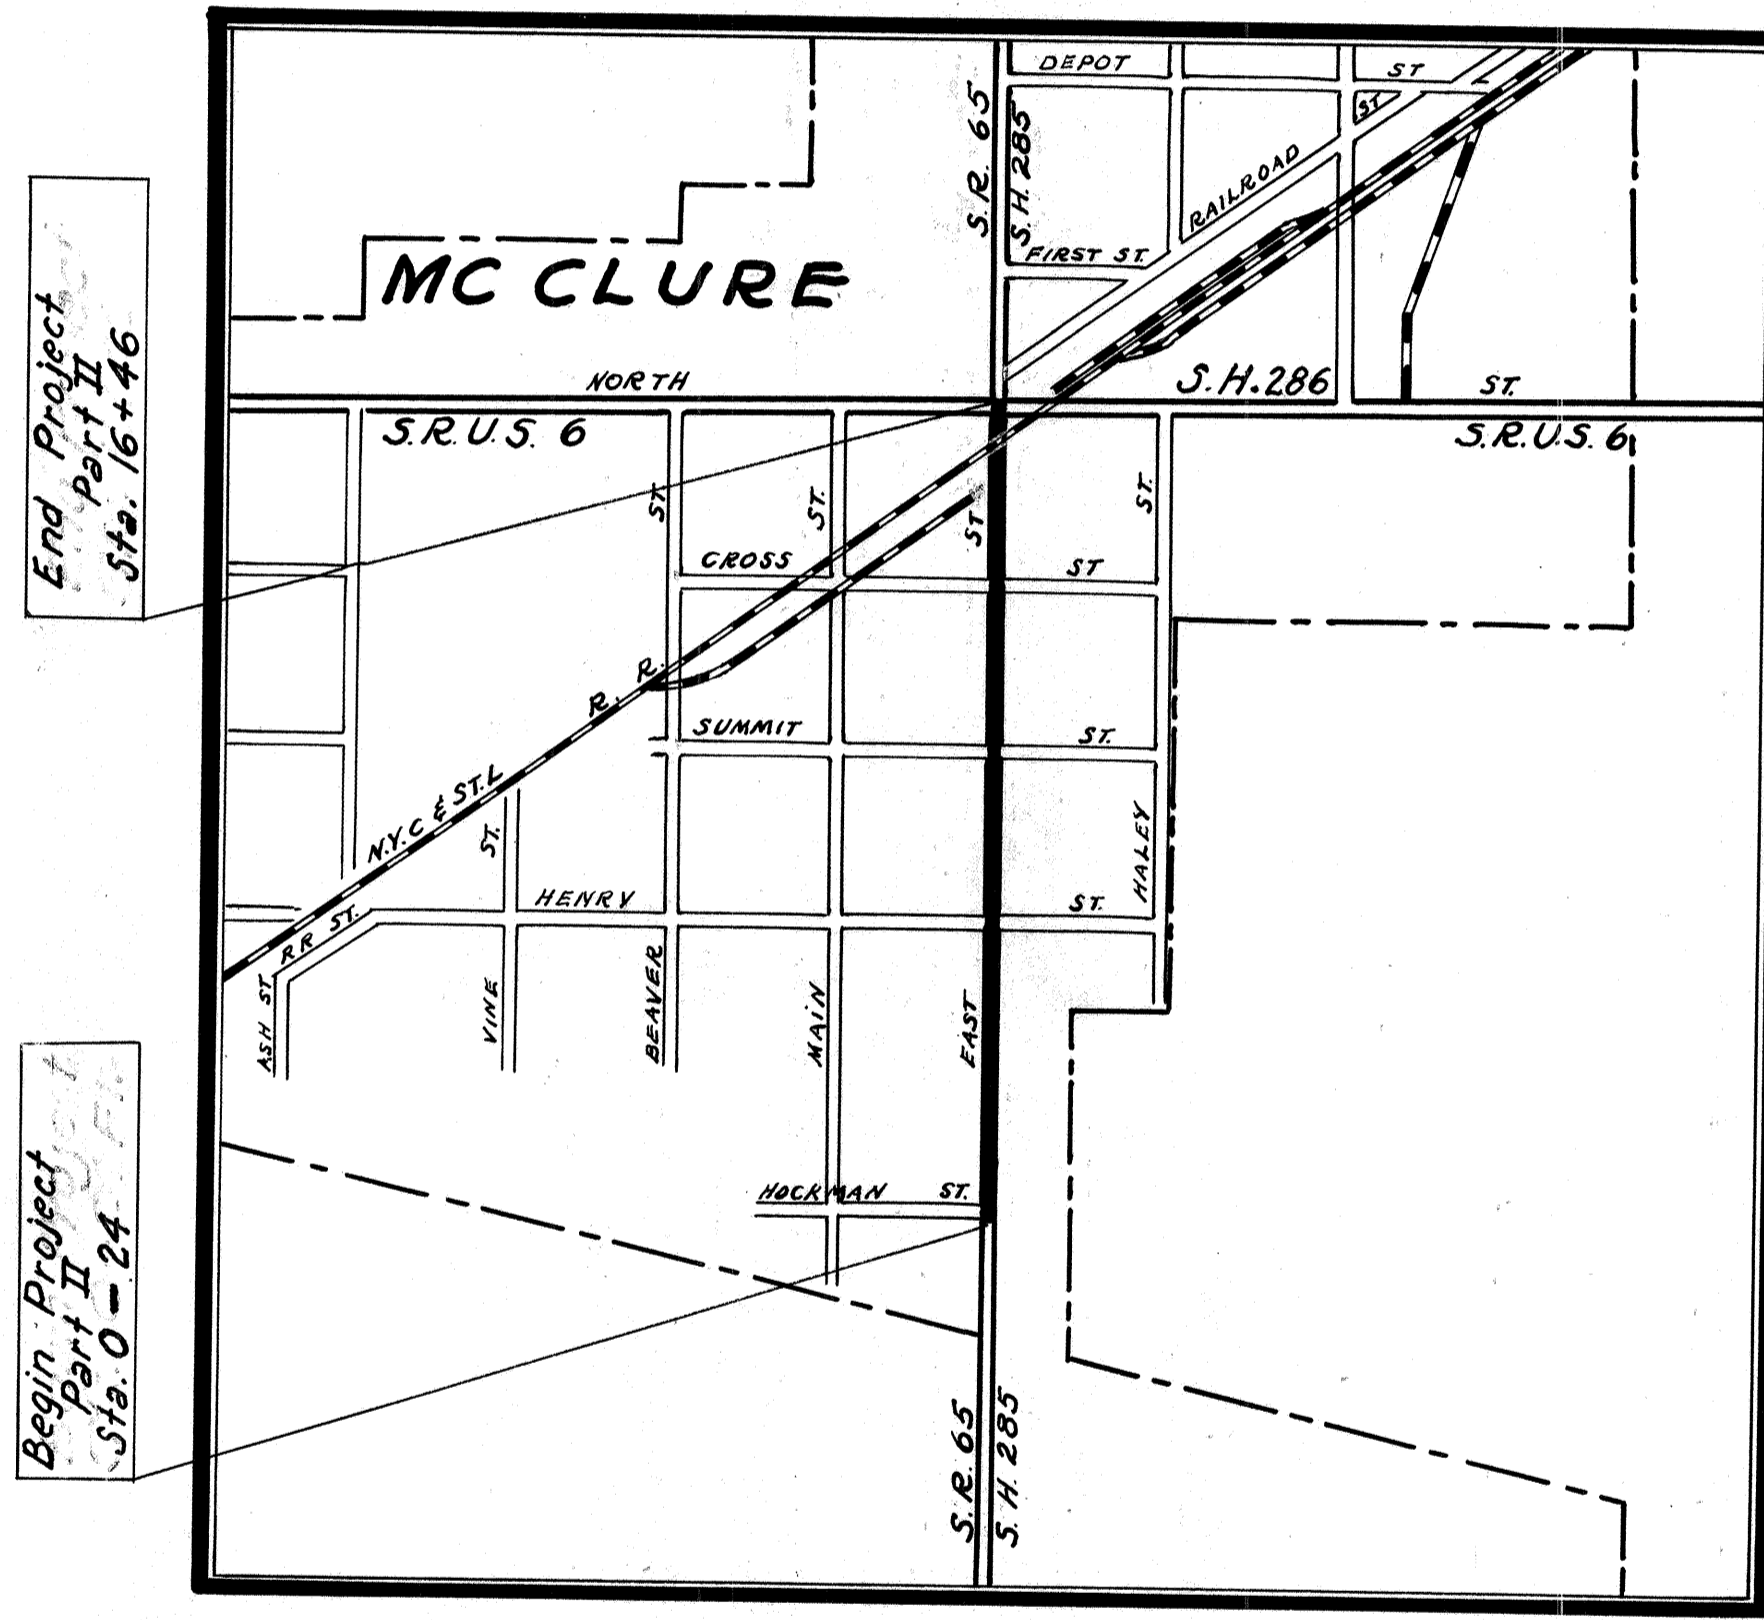 DEPOT ST
ST
S.R. 65
S.H. 285
RAILROAD
FIRST ST.
MC CLURE
End Project
Part II
Sta. 16+46
NORTH
S.H. 286
ST.
S.R.U.S. 6
S.R.U.S. 6
ST.
ST.
ST
ST.
CROSS ST
R. R.
SUMMIT ST.
N.Y.C & ST.L
ST.
HALEY
HENRY ST.
RR ST.
ASH ST
VINE
BEAVER
MAIN
EAST
Begin Project
Part II
Sta. 0 - 24
HOCKMAN ST.
S.R. 65
S.H. 285